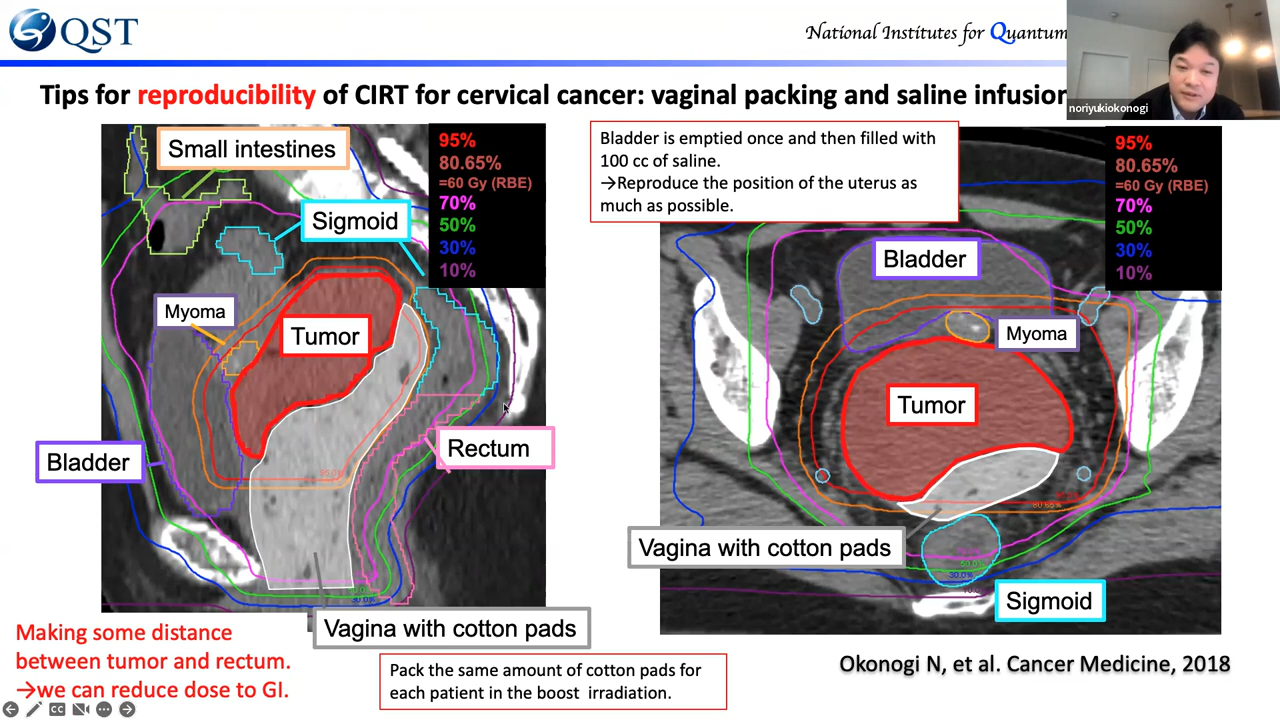 QST
National Institutes for Quantum
noriyukiokonogi
Tips for reproducibility of CIRT for cervical cancer: vaginal packing and saline infusion
Small intestines
Sigmoid
Myoma
Tumor
Bladder
Rectum
Vagina with cotton pads
95%
80.65%
=60 Gy (RBE)
70%
50%
30%
10%
Making some distance
between tumor and rectum.
→we can reduce dose to GI.
Pack the same amount of cotton pads for
each patient in the boost irradiation.
Bladder is emptied once and then filled with
100 cc of saline.
→Reproduce the position of the uterus as
much as possible.
95%
80.65%
=60 Gy (RBE)
70%
50%
30%
10%
Bladder
Myoma
Tumor
80.65%
Vagina with cotton pads
30.0%
Sigmoid
Okonogi N, et al. Cancer Medicine, 2018
CC